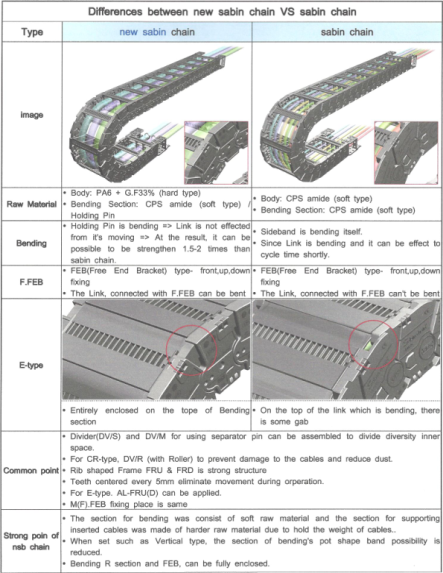 Differences between new sabin chain VS sabin chain
Type
new sabin chain
sabin chain
image
Raw Material
• Body: PA6 + G.F33% (hard type)
• Bending Section: CPS amide (soft type) /
Holding Pin
• Body: CPS amide (soft type)
• Bending Section: CPS amide (soft type)
Bending
• Holding Pin is bending => Link is not effected
from it's moving => At the result, it can be
possible to be strengthen 1.5-2 times than
sabin chain.
• Sideband is bending itself.
• Since Link is bending and it can be effect to
cycle time shortly.
F.FEB
• FEB(Free End Bracket) type- front,up,down
fixing
• The Link, connected with F.FEB can be bent
• FEB(Free End Bracket) type- front,up,down
fixing
• The Link, connected with F.FEB can't be bent
E-type
• Entirely enclosed on the tope of Bending
section
• On the top of the link which is bending, there
is some gab
Common point
• Divider(DV/S) and DV/M for using separator pin can be assembled to divide diversity inner
space.
• For CR-type, DV/R (with Roller) to prevent damage to the cables and reduce dust.
• Rib shaped Frame FRU & FRD is strong structure
• Teeth centered every 5mm eliminate movement during orperation.
• For E-type. AL-FRU(D) can be applied.
• M(F).FEB fixing place is same
Strong poin of
nsb chain
• The section for bending was consist of soft raw material and the section for supporting
inserted cables was made of harder raw material due to hold the weight of cables..
• When set such as Vertical type, the section of bending's pot shape band possibility is
reduced.
• Bending R section and FEB, can be fully enclosed.